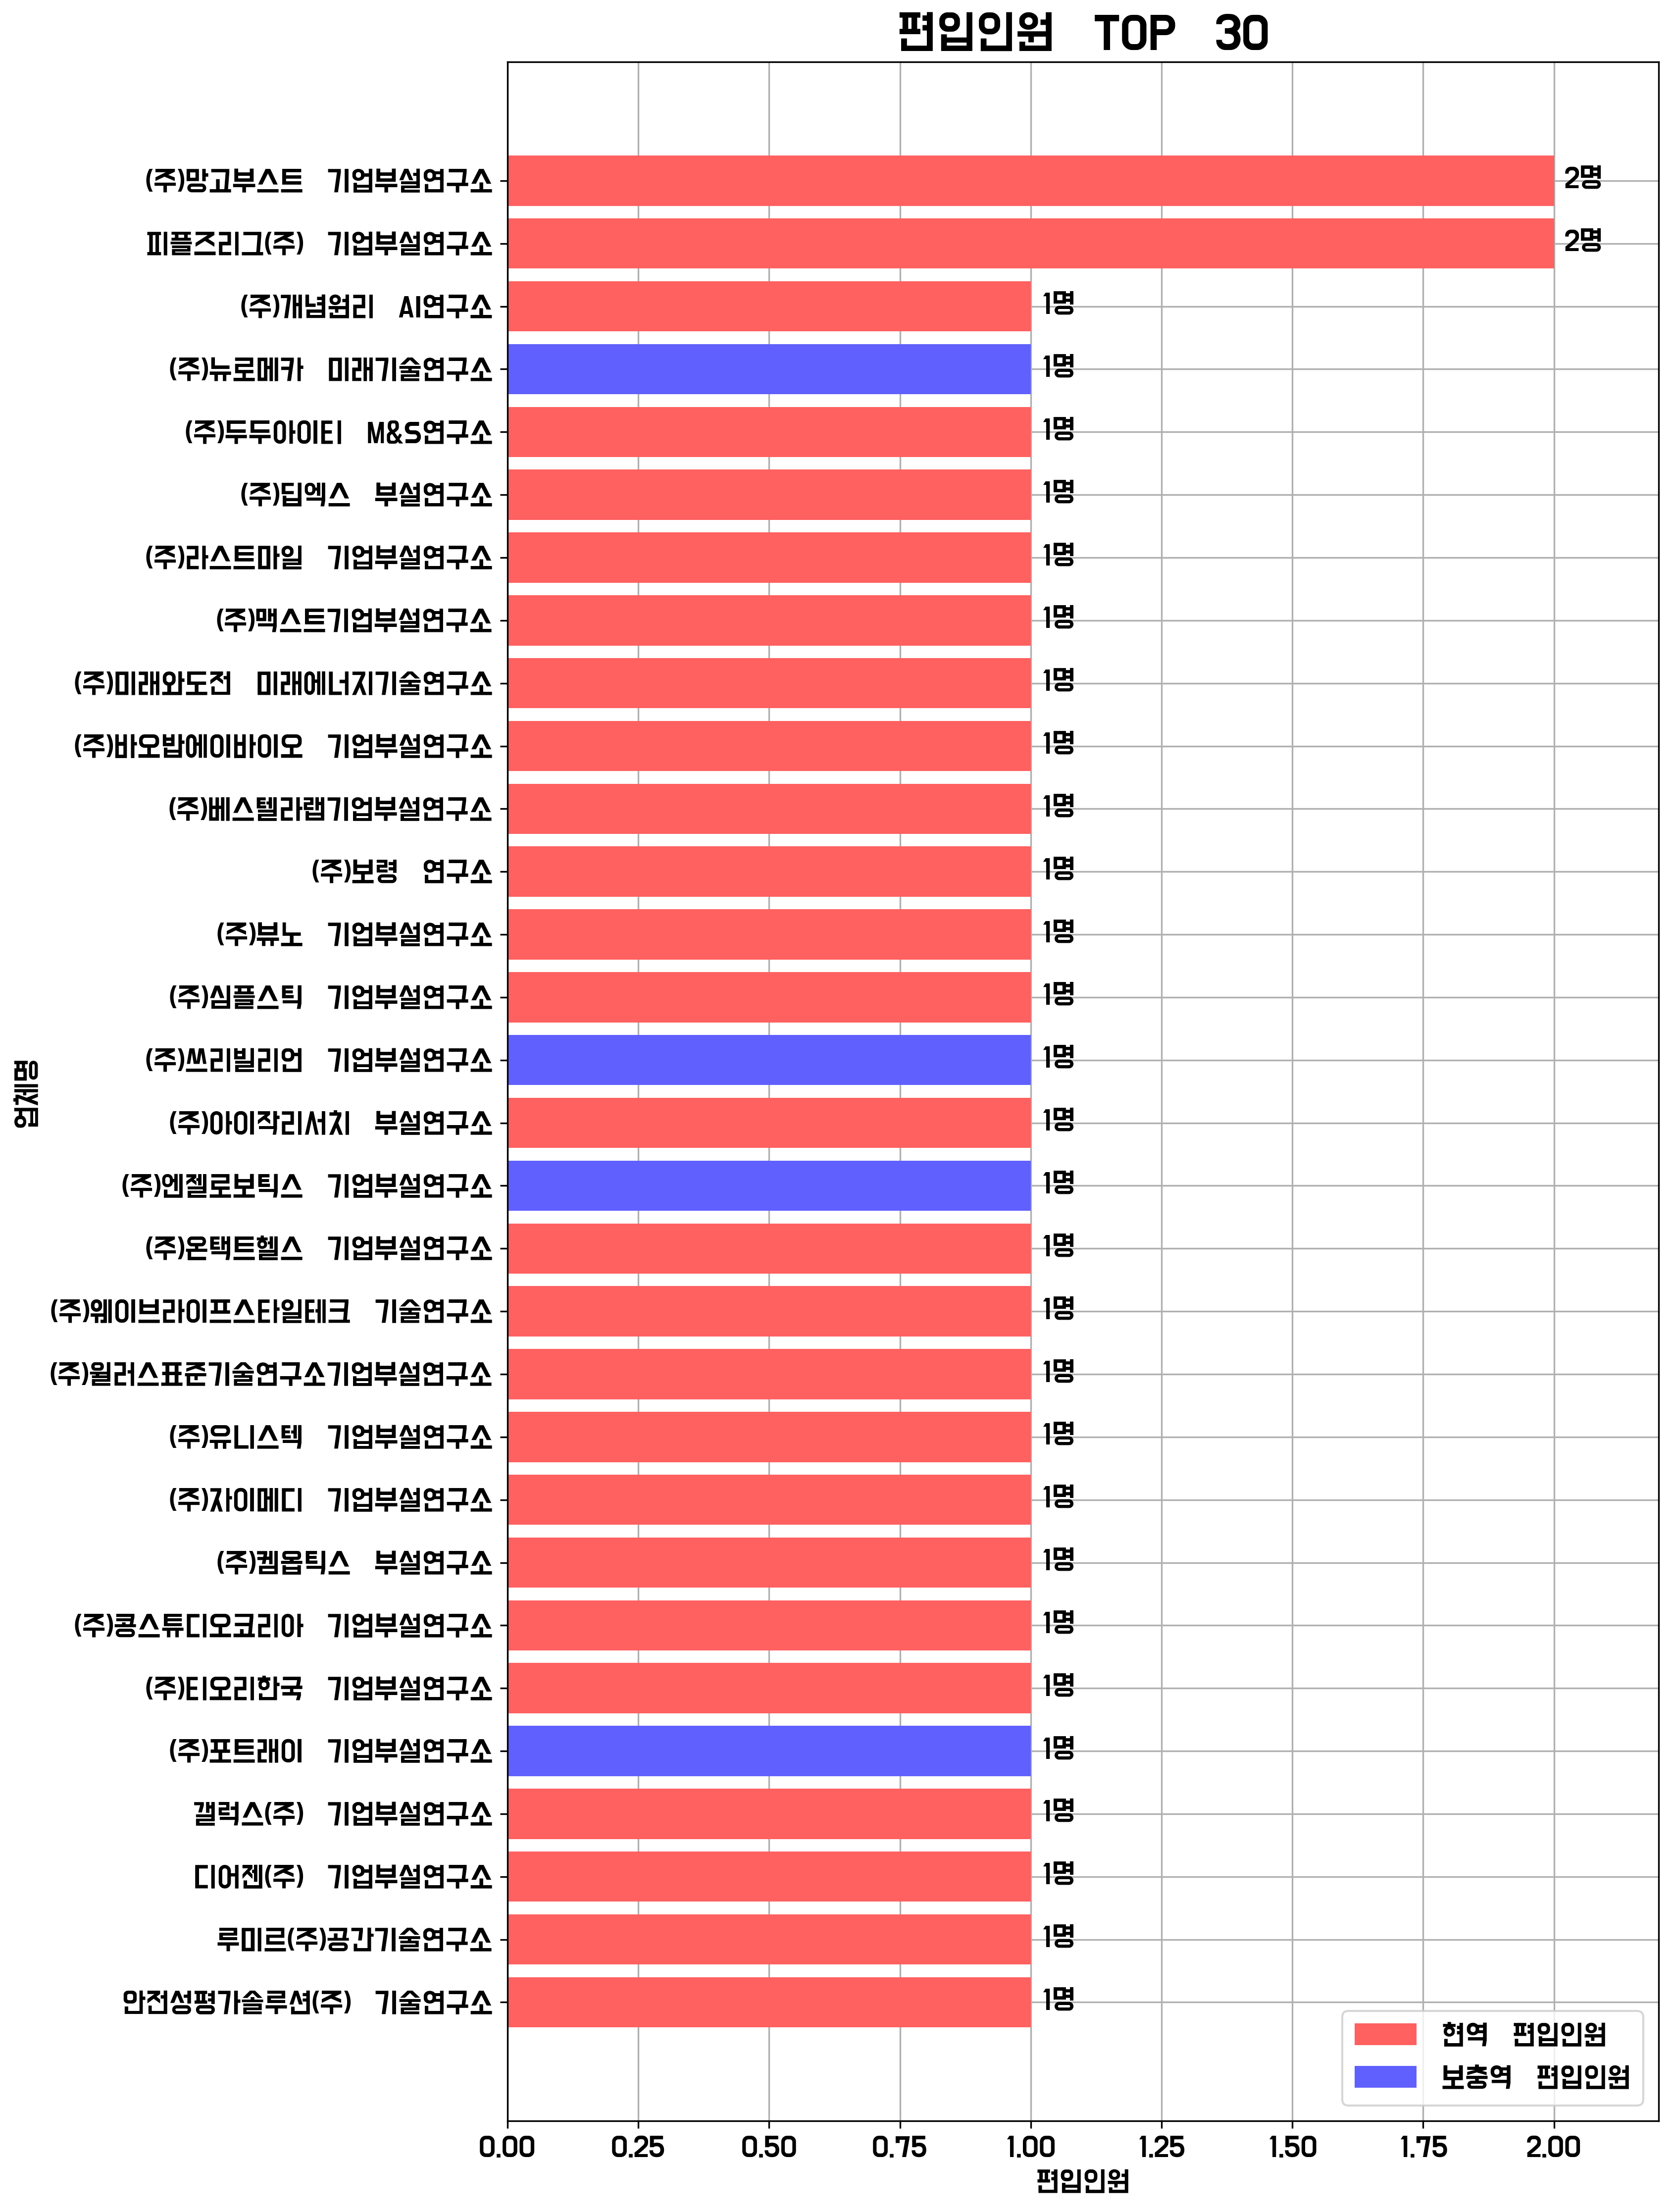 편입인원 TOP 30
(주)망고부스트 기업부설연구소 2명
피플즈리그(주) 기업부설연구소 2명
(주)개념원리 AI연구소 1명
(주)뉴로메카 미래기술연구소 1명
(주)두두아이티 M&S연구소 1명
(주)딥엑스 부설연구소 1명
(주)라스트마일 기업부설연구소 1명
(주)맥스트기업부설연구소 1명
(주)미래와도전 미래에너지기술연구소 1명
(주)바오밥에이바이오 기업부설연구소 1명
(주)베스텔라랩기업부설연구소 1명
(주)보령 연구소 1명
(주)뷰노 기업부설연구소 1명
(주)심플스틱 기업부설연구소 1명
(주)쓰리빌리언 기업부설연구소 1명
(주)아이작리서치 부설연구소 1명
(주)엔젤로보틱스 기업부설연구소 1명
(주)온택트헬스 기업부설연구소 1명
(주)웨이브라이프스타일테크 기술연구소 1명
(주)윌러스표준기술연구소기업부설연구소 1명
(주)유니스텍 기업부설연구소 1명
(주)자이메디 기업부설연구소 1명
(주)켐옵틱스 부설연구소 1명
(주)콩스튜디오코리아 기업부설연구소 1명
(주)티오리한국 기업부설연구소 1명
(주)포트래이 기업부설연구소 1명
갤럭스(주) 기업부설연구소 1명
디어젠(주) 기업부설연구소 1명
루미르(주)공간기술연구소 1명
안전성평가솔루션(주) 기술연구소 1명
업체명
현역 편입인원
보충역 편입인원
0.00 0.25 0.50 0.75 1.00 1.25 1.50 1.75 2.00
편입인원